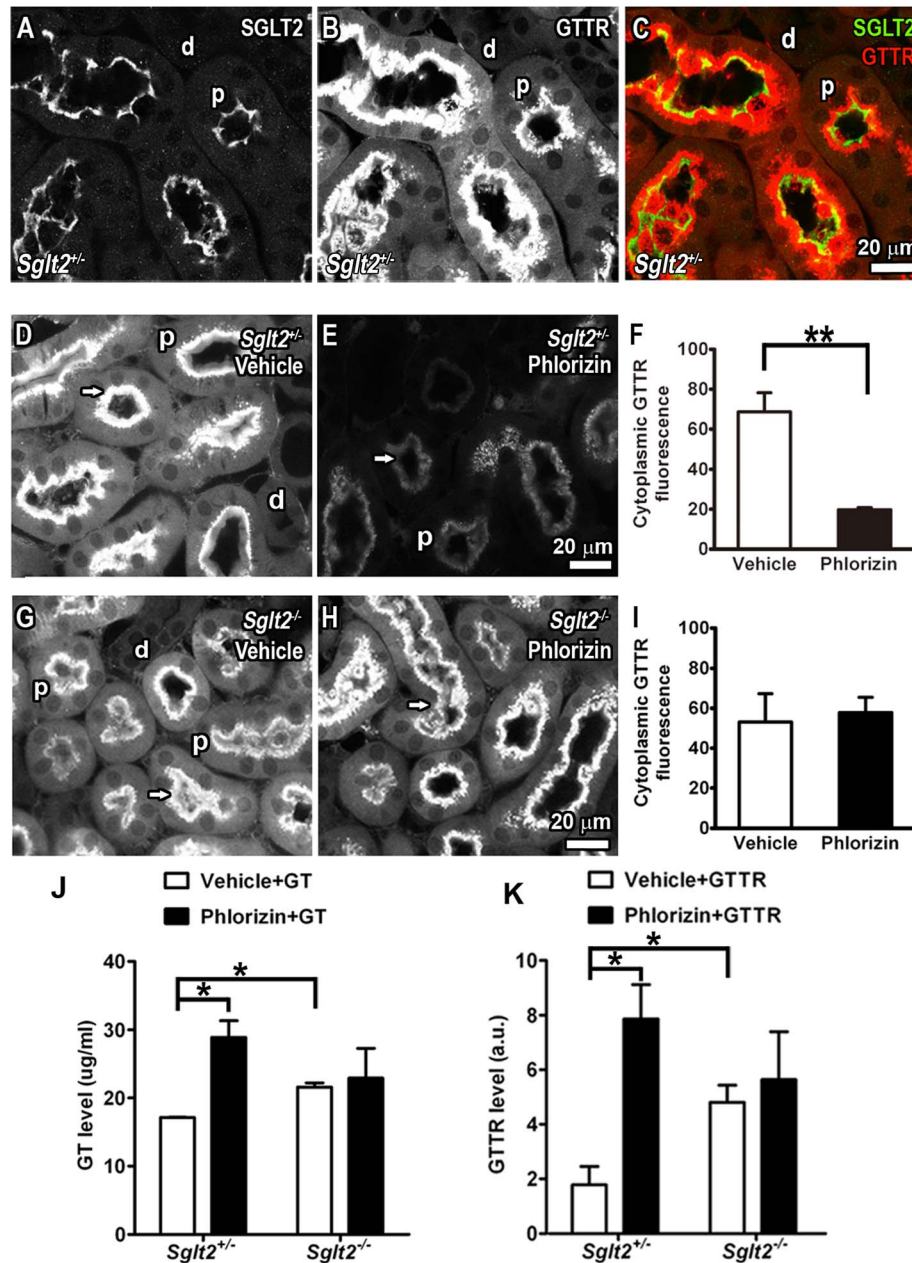 A SGLT2 d p Sglt2+/-
B GTTR d p
C SGLT2 GTTR d p Sglt2+/- 20 μm
D Sglt2+/- Vehicle p d
E Sglt2+/- Phlorizin p 20 μm
F
**
Cytoplasmic GTTR fluorescence
100
80
60
40
20
0
Vehicle Phlorizin
G Sglt2-/- Vehicle d p p
H Sglt2-/- Phlorizin 20 μm
I
Cytoplasmic GTTR fluorescence
100
80
60
40
20
0
Vehicle Phlorizin
J
Vehicle+GT
Phlorizin+GT
*
*
GT level (ug/ml)
40
30
20
10
0
Sglt2+/- Sglt2-/-
K
Vehicle+GTTR
Phlorizin+GTTR
*
*
GTTR level (a.u.)
10
8
6
4
2
0
Sglt2+/- Sglt2-/-